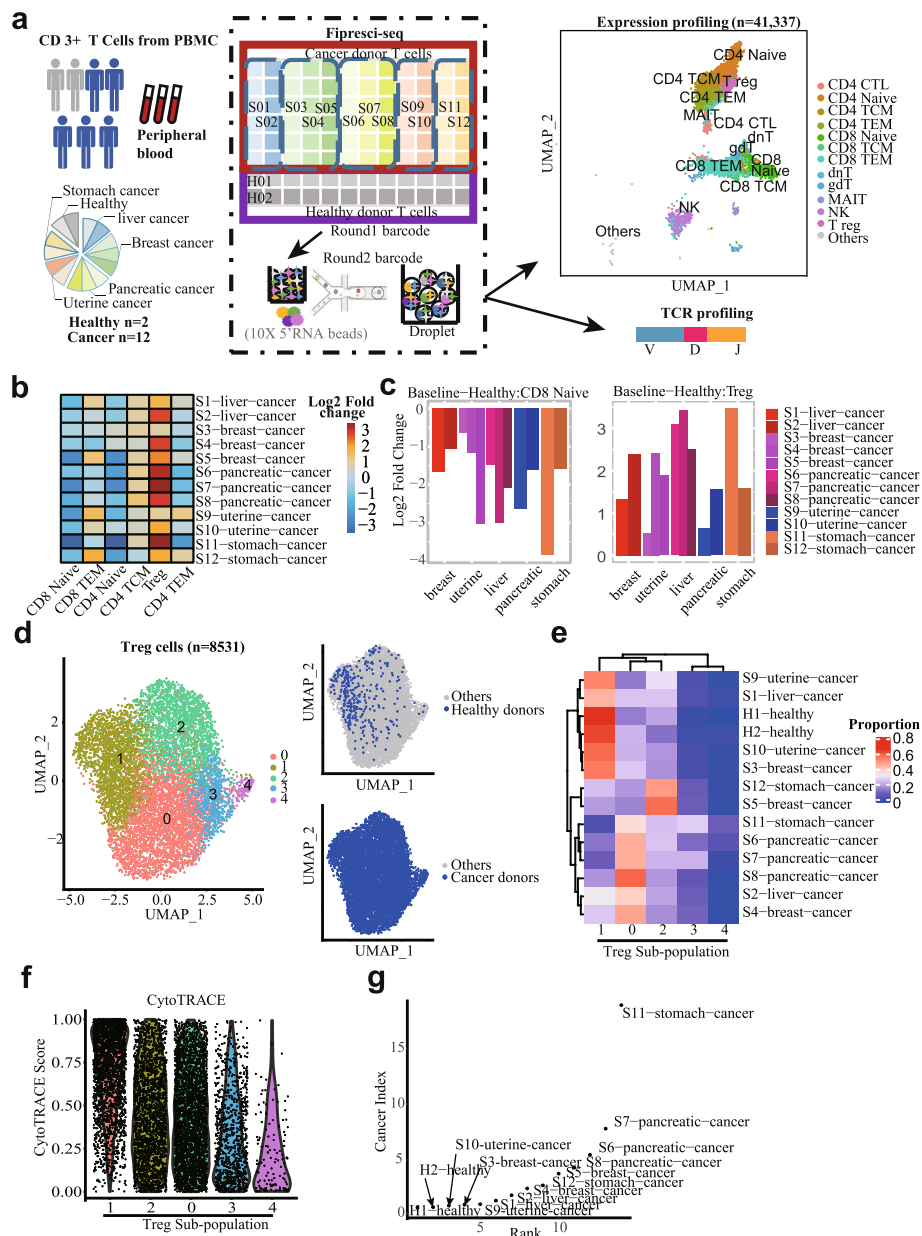 a
CD 3+ T Cells from PBMC
Peripheral
blood
Stomach cancer
Healthy
liver cancer
Breast cancer
Pancreatic cancer
Uterine cancer
Healthy n=2
Cancer n=12
Fipresci-seq
Cancer donor T cells
S01
S02
S03
S04
S05
S06
S07
S08
S09
S10
S11
S12
H01
H02
Healthy donor T cells
Round1 barcode
Round2 barcode
(10X 5'RNA beads)
Droplet
Expression profiling (n=41,337)
UMAP_2
CD4 Naive
CD4 TCM
T reg
CD4 TEM
MAIT
CD4 CTL
dnT
gdT
CD8 TEM
CD8
Naive
CD8 TCM
NK
Others
UMAP_1
CD4 CTL
CD4 Naive
CD4 TCM
CD4 TEM
CD8 Naive
CD8 TCM
CD8 TEM
dnT
gdT
MAIT
NK
T reg
Others
TCR profiling
V D J
b
S1−liver−cancer
S2−liver−cancer
S3−breast−cancer
S4−breast−cancer
S5−breast−cancer
S6−pancreatic−cancer
S7−pancreatic−cancer
S8−pancreatic−cancer
S9−uterine−cancer
S10−uterine−cancer
S11−stomach−cancer
S12−stomach−cancer
CD8 Naive
CD8 TEM
CD4 Naive
CD4 TCM
Treg
CD4 TEM
Log2 Fold
change
3
2
1
0
−1
−2
−3
c
Baseline−Healthy:CD8 Naive
Log2 Fold Change
0
−1
−2
−3
−4
breast
uterine
liver
pancreatic
stomach
Baseline−Healthy:Treg
3
2
1
0
breast
uterine
liver
pancreatic
stomach
S1−liver−cancer
S2−liver−cancer
S3−breast−cancer
S4−breast−cancer
S5−breast−cancer
S6−pancreatic−cancer
S7−pancreatic−cancer
S8−pancreatic−cancer
S9−uterine−cancer
S10−uterine−cancer
S11−stomach−cancer
S12−stomach−cancer
d
Treg cells (n=8531)
UMAP_2
2
0
−2
0
1
2
3
4
−5.0 −2.5 0.0 2.5 5.0
UMAP_1
0
1
2
3
4
UMAP_2
UMAP_1
Others
Healthy donors
UMAP_2
UMAP_1
Others
Cancer donors
e
S9−uterine−cancer
S1−liver−cancer
H1−healthy
H2−healthy
S10−uterine−cancer
S3−breast−cancer
S12−stomach−cancer
S5−breast−cancer
S11−stomach−cancer
S6−pancreatic−cancer
S7−pancreatic−cancer
S8−pancreatic−cancer
S2−liver−cancer
S4−breast−cancer
1 0 2 3 4
Treg Sub−population
Proportion
0.8
0.6
0.4
0.2
0
f
CytoTRACE
CytoTRACE Score
1.00
0.75
0.50
0.25
0.00
1 2 0 3 4
Treg Sub−population
g
Cancer Index
15
10
5
0
S11−stomach−cancer
S7−pancreatic−cancer
S6−pancreatic−cancer
S8−pancreatic−cancer
S5−breast−cancer
S12−stomach−cancer
S4−breast−cancer
S2−liver−cancer
S1−liver−cancer
S9−uterine−cancer
S10-uterine-cancer
S3−breast−cancer
H2−healthy
H1−healthy
5 10
Rank